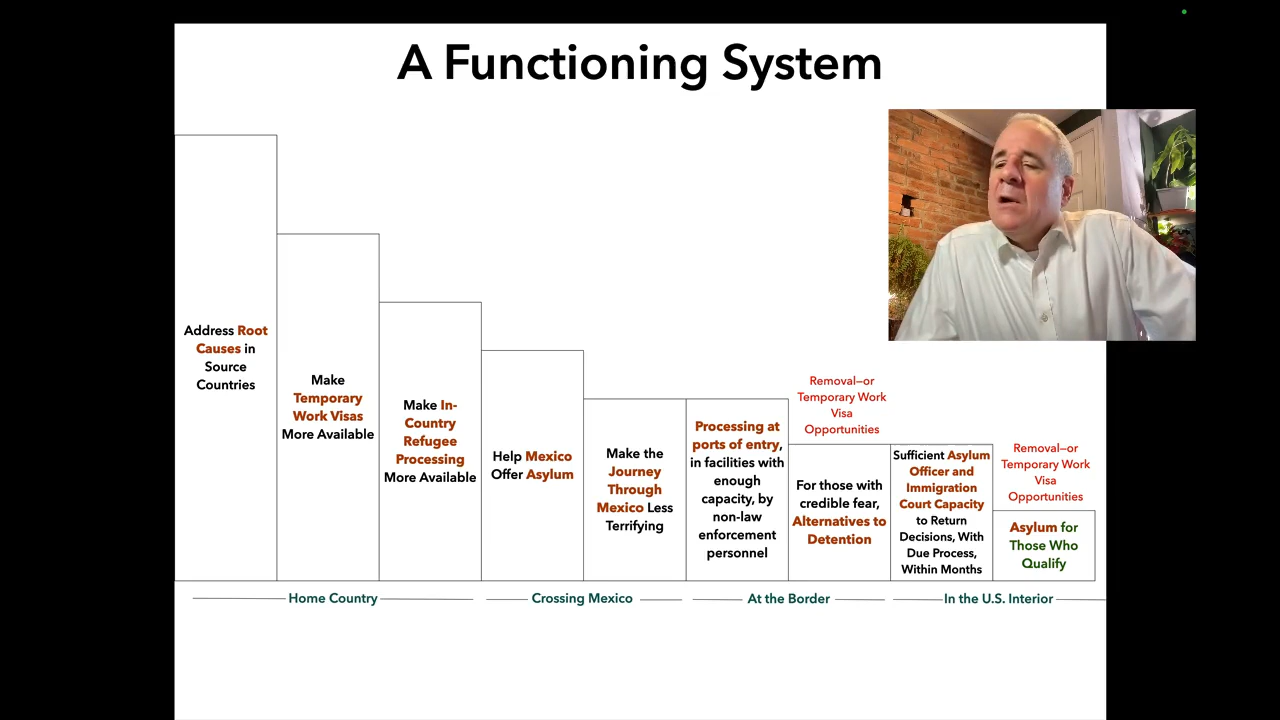 A Functioning System
Address Root
Causes in
Source
Countries
Make
Temporary
Work Visas
More Available
Make In-
Country
Refugee
Processing
More Available
Help Mexico
Offer Asylum
Make the
Journey
Through
Mexico Less
Terrifying
Processing at
ports of entry,
in facilities with
enough
capacity, by
non-law
enforcement
personnel
Removal—or
Temporary Work
Visa
Opportunities
For those with
credible fear,
Alternatives to
Detention
Sufficient Asylum
Officer and
Immigration
Court Capacity
to Return
Decisions, With
Due Process,
Within Months
Removal—or
Temporary Work
Visa
Opportunities
Asylum for
Those Who
Qualify
Home Country
Crossing Mexico
At the Border
In the U.S. Interior